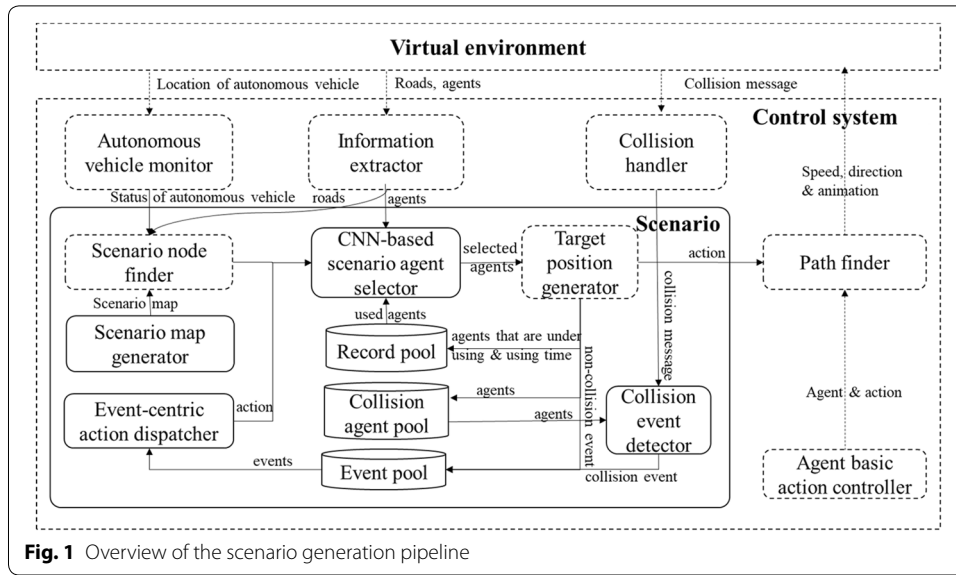 Virtual environment
Location of autonomous vehicle
Roads, agents
Collision message
Control system
Autonomous
vehicle monitor
Information
extractor
Collision
handler
Speed, direction
& animation
Status of autonomous vehicle
roads
agents
Scenario
Scenario node
finder
CNN-based
scenario agent
selector
selected
agents
Target
position
generator
action
Path finder
Scenario map
used agents
collision message
Scenario map
generator
Record pool
agents that are under
using & using time
non-collision event
Event-centric
action dispatcher
action
Collision
agent pool
agents
agents
Collision
event
detector
Agent & action
events
Event pool
collision event
Agent basic
action controller
Fig. 1 Overview of the scenario generation pipeline